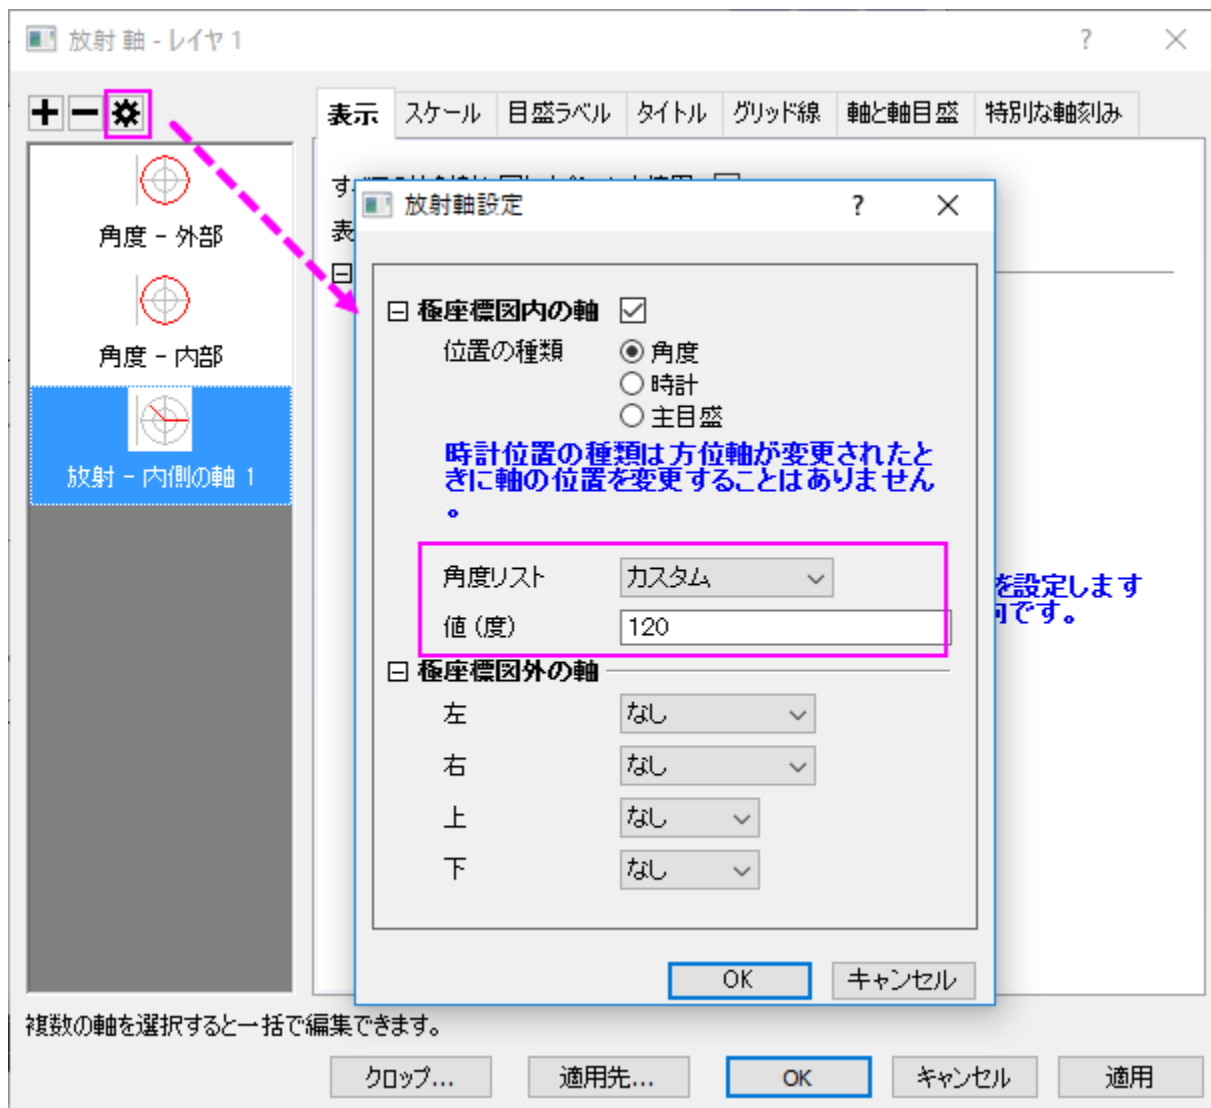 放射 軸 - レイヤ 1
表示 スケール 目盛ラベル タイトル グリッド線 軸と軸目盛 特別な軸刻み
角度 - 外部
角度 - 内部
放射 - 内側の軸 1
す
表
放射軸設定
極座標図内の軸
位置の種類
角度
時計
主目盛
時計位置の種類は方位軸が変更されたと
きに軸の位置を変更することはありません
。
角度リスト カスタム
値 (度) 120
極座標図外の軸
左 なし
右 なし
上 なし
下 なし
OK キャンセル
を設定します
です。
複数の軸を選択すると一括で編集できます。
クロップ... 適用先... OK キャンセル 適用